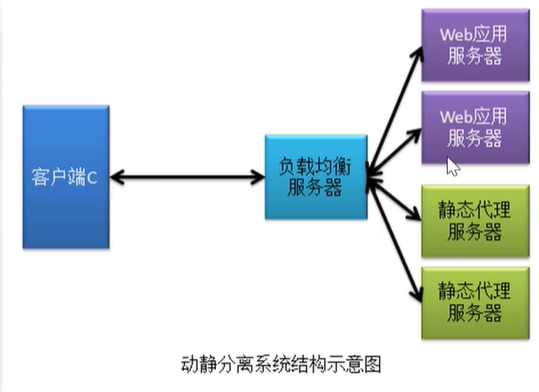 Web应用
服务器
Web应用
服务器
客户端C
负载均衡
服务器
静态代理
服务器
静态代理
服务器
动静分离系统结构示意图